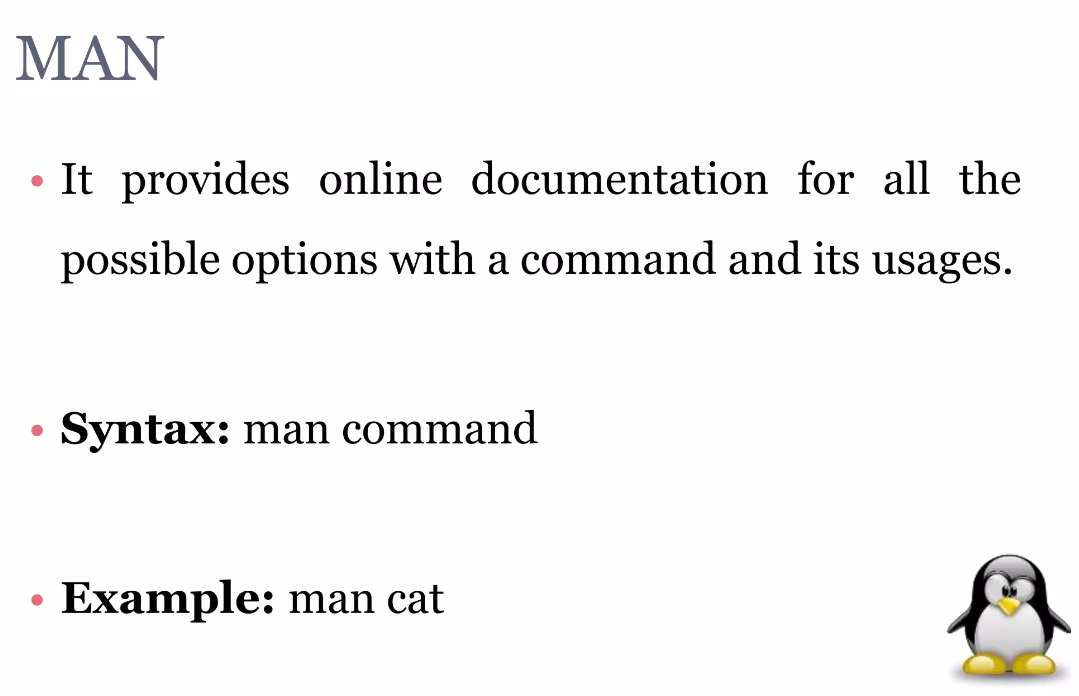 MAN
• It provides online documentation for all the
possible options with a command and its usages.
• Syntax: man command
• Example: man cat